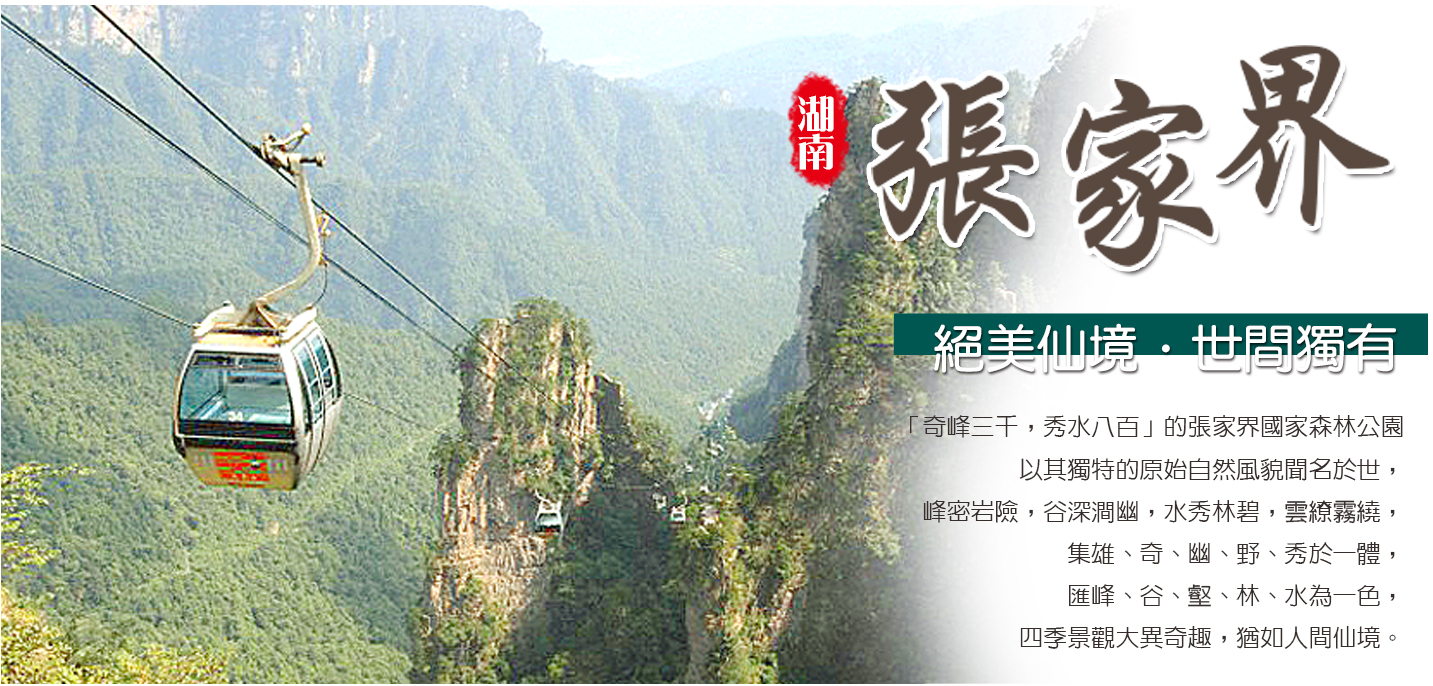 湖南
張家界
絕美仙境．世間獨有
「奇峰三千，秀水八百」的張家界國家森林公園
以其獨特的原始自然風貌聞名於世，
峰密岩險，谷深澗幽，水秀林碧，雲繚霧繞，
集雄、奇、幽、野、秀於一體，
匯峰、谷、壑、林、水為一色，
四季景觀大異奇趣，猶如人間仙境。